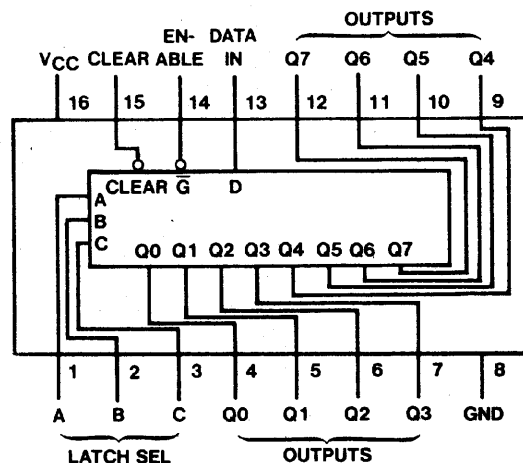 OUTPUTS
EN- DATA
VCC CLEAR ABLE IN Q7 Q6 Q5 Q4
16 15 14 13 12 11 10 9
CLEAR G̅ D
A
B
C
Q0 Q1 Q2 Q3 Q4 Q5 Q6 Q7
1 2 3 4 5 6 7 8
A B C Q0 Q1 Q2 Q3 GND
LATCH SEL OUTPUTS